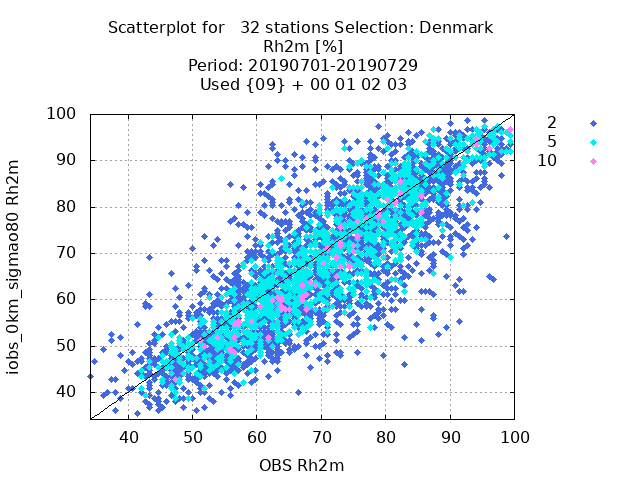 Scatterplot for   32 stations Selection: Denmark
Rh2m [%]
Period: 20190701-20190729
Used {09} + 00 01 02 03
iobs_0km_sigmao80 Rh2m
100
90
80
70
60
50
40
40 50 60 70 80 90 100
OBS Rh2m
2
5
10